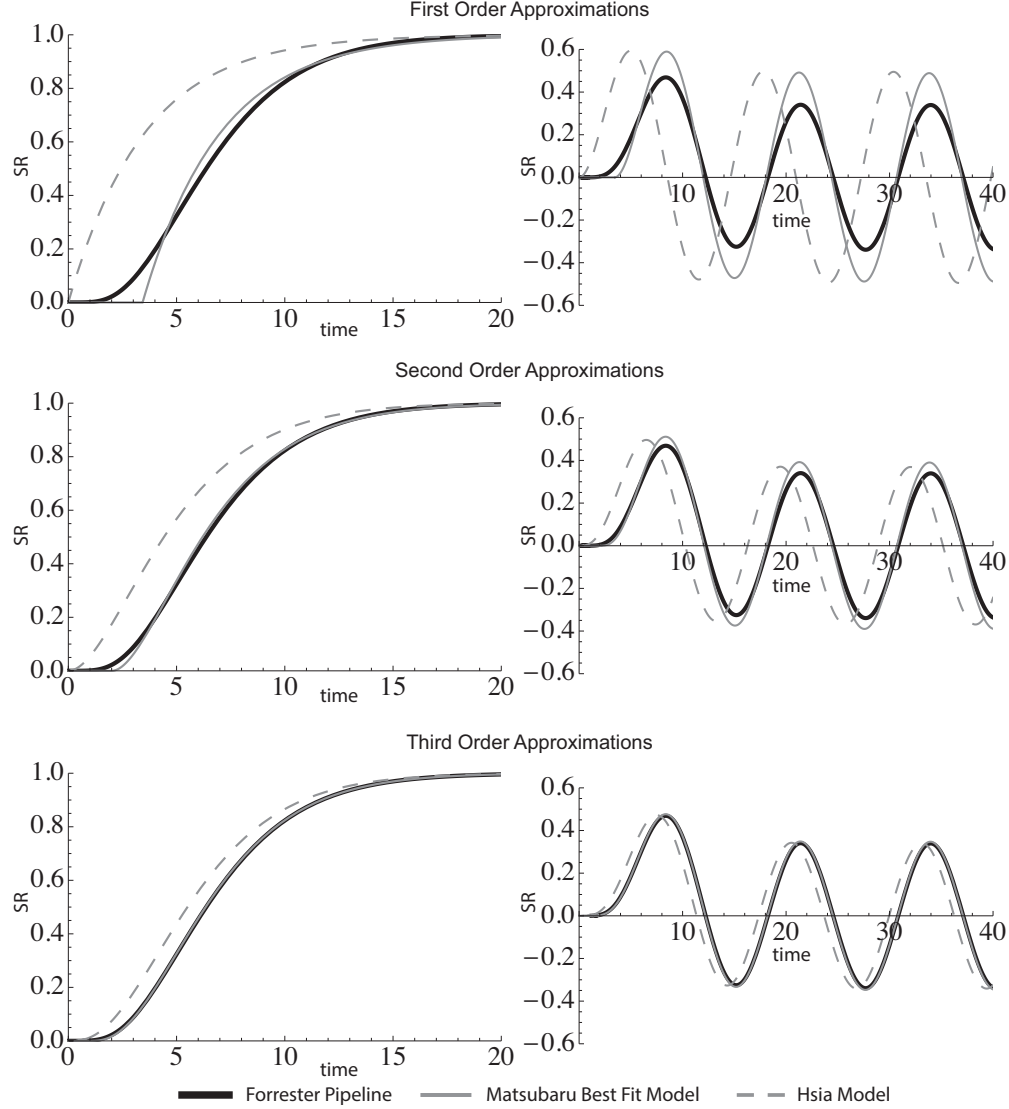 First Order Approximations
1.0
0.8
0.6
0.4
0.2
0.0
SR
0 5 10 15 20
time
0.6
0.4
0.2
0.0
−0.2
−0.4
−0.6
SR
10 20 30 40
time
Second Order Approximations
1.0
0.8
0.6
0.4
0.2
0.0
SR
0 5 10 15 20
time
0.6
0.4
0.2
0.0
−0.2
−0.4
−0.6
SR
10 20 30 40
time
Third Order Approximations
1.0
0.8
0.6
0.4
0.2
0.0
SR
0 5 10 15 20
time
0.6
0.4
0.2
0.0
−0.2
−0.4
−0.6
SR
10 20 30 40
time
Forrester Pipeline Matsubaru Best Fit Model Hsia Model